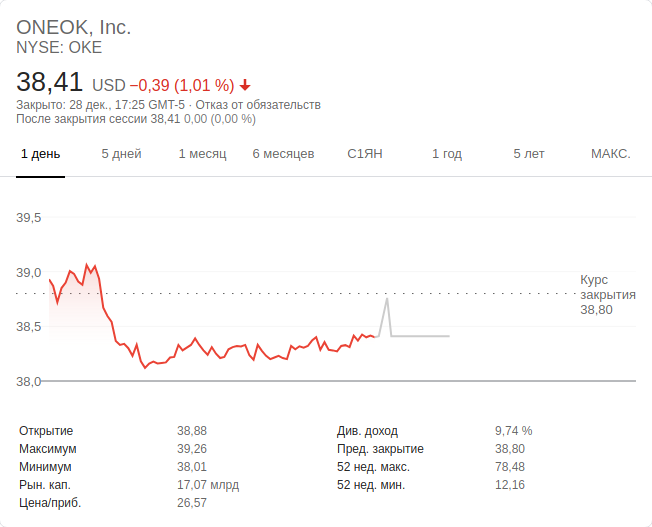 ONEOK, Inc.
NYSE: OKE
38,41 USD −0,39 (1,01 %)
Закрыто: 28 дек., 17:25 GMT-5 · Отказ от обязательств
После закрытия сессии 38,41 0,00 (0,00 %)
1 день 5 дней 1 месяц 6 месяцев С1ЯН 1 год 5 лет МАКС.
39,5
39,0
Курс
закрытия
38,80
38,5
38,0
Открытие 38,88 Див. доход 9,74 %
Максимум 39,26 Пред. закрытие 38,80
Минимум 38,01 52 нед. макс. 78,48
Рын. кап. 17,07 млрд 52 нед. мин. 12,16
Цена/приб. 26,57